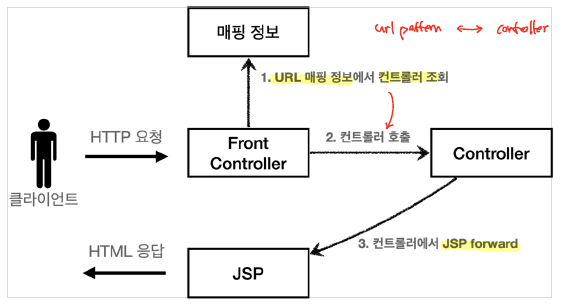 매핑 정보
url pattern ↔ controller
1. URL 매핑 정보에서 컨트롤러 조회
HTTP 요청
Front
Controller
2. 컨트롤러 호출
Controller
클라이언트
3. 컨트롤러에서 JSP forward
HTML 응답
JSP